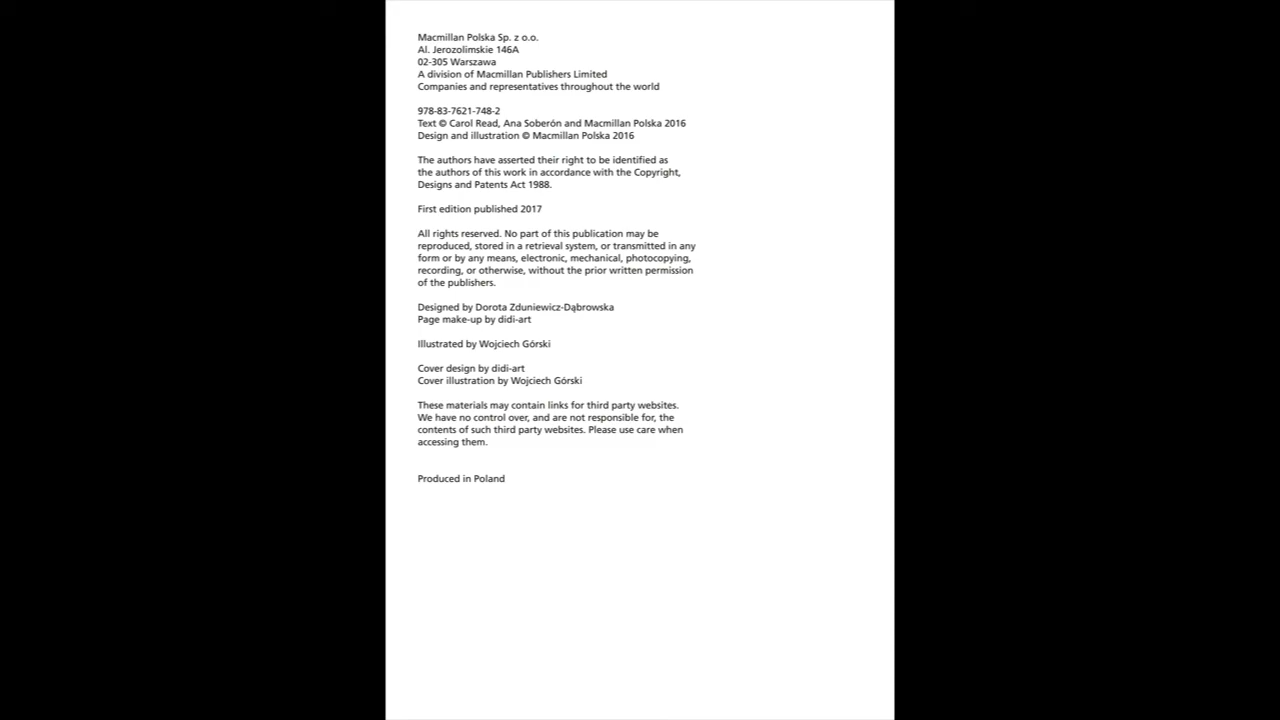 Macmillan Polska Sp. z o.o.
Al. Jerozolimskie 146A
02-305 Warszawa
A division of Macmillan Publishers Limited
Companies and representatives throughout the world
978-83-7621-748-2
Text © Carol Read, Ana Soberón and Macmillan Polska 2016
Design and illustration © Macmillan Polska 2016
The authors have asserted their right to be identified as
the authors of this work in accordance with the Copyright,
Designs and Patents Act 1988.
First edition published 2017
All rights reserved. No part of this publication may be
reproduced, stored in a retrieval system, or transmitted in any
form or by any means, electronic, mechanical, photocopying,
recording, or otherwise, without the prior written permission
of the publishers.
Designed by Dorota Zduniewicz-Dąbrowska
Page make-up by didi-art
Illustrated by Wojciech Górski
Cover design by didi-art
Cover illustration by Wojciech Górski
These materials may contain links for third party websites.
We have no control over, and are not responsible for, the
contents of such third party websites. Please use care when
accessing them.
Produced in Poland